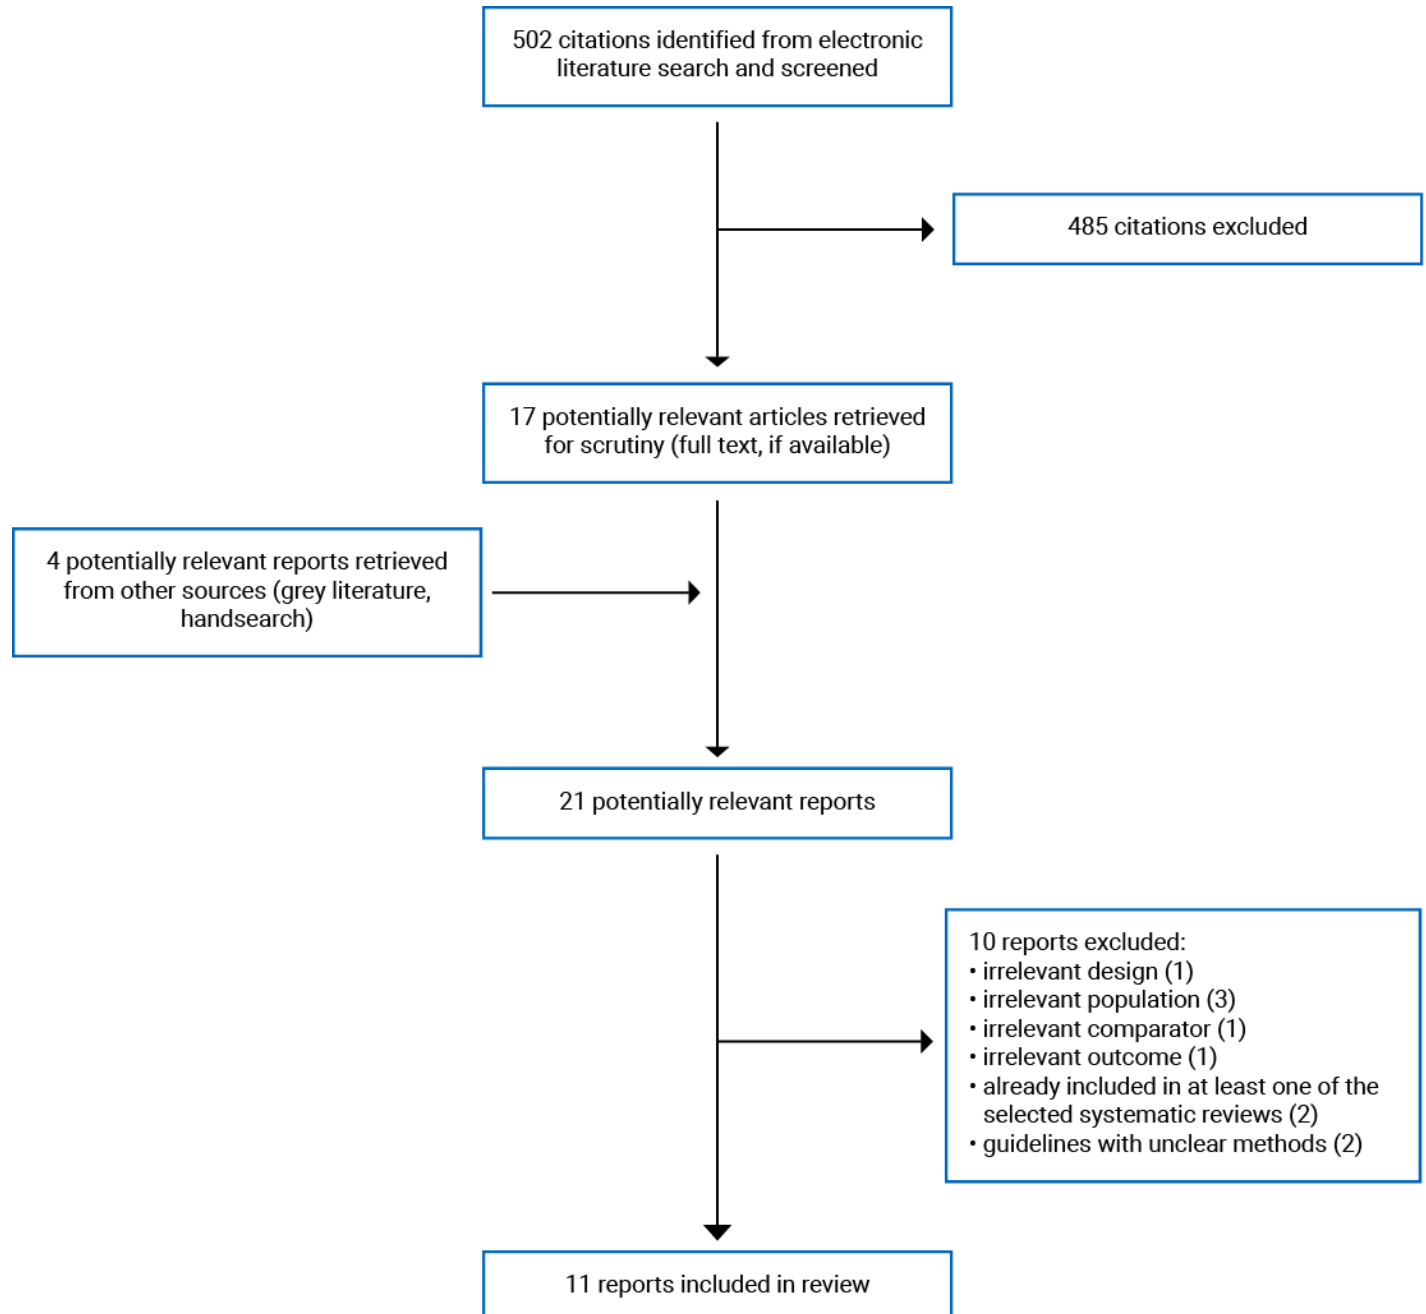 502 citations identified from electronic
literature search and screened
485 citations excluded
17 potentially relevant articles retrieved
for scrutiny (full text, if available)
4 potentially relevant reports retrieved
from other sources (grey literature,
handsearch)
21 potentially relevant reports
10 reports excluded:
• irrelevant design (1)
• irrelevant population (3)
• irrelevant comparator (1)
• irrelevant outcome (1)
• already included in at least one of the
selected systematic reviews (2)
• guidelines with unclear methods (2)
11 reports included in review